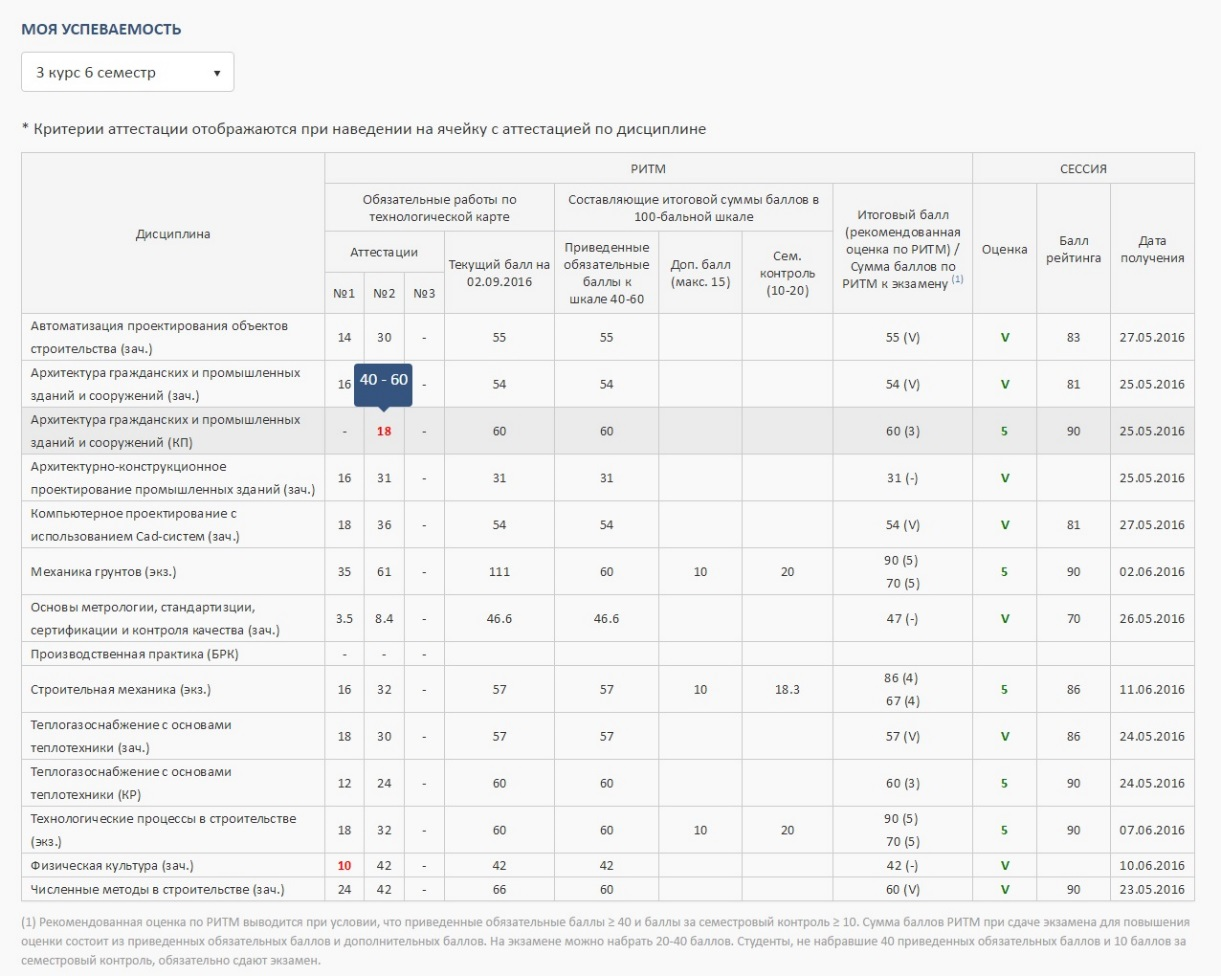 МОЯ УСПЕВАЕМОСТЬ
3 курс 6 семестр
* Критерии аттестации отображаются при наведении на ячейку с аттестацией по дисциплине
Дисциплина
РИТМ
СЕССИЯ
Обязательные работы по
технологической карте
Составляющие итоговой суммы баллов в
100-бальной шкале
Итоговый балл
(рекомендованная
оценка по РИТМ) /
Сумма баллов по
РИТМ к экзамену (1)
Оценка
Балл
рейтинга
Дата
получения
Аттестации
Текущий балл на
02.09.2016
Приведенные
обязательные
баллы к
шкале 40-60
Доп. балл
(макс. 15)
Сем.
контроль
(10-20)
№1 №2 №3
Автоматизация проектирования объектов
строительства (зач.)
14 30 - 55 55 55 (V) V 83 27.05.2016
Архитектура гражданских и промышленных
зданий и сооружений (зач.)
16 - 54 54 54 (V) V 81 25.05.2016
40 - 60
Архитектура гражданских и промышленных
зданий и сооружений (КП)
- 18 - 60 60 60 (3) 5 90 25.05.2016
Архитектурно-конструкционное
проектирование промышленных зданий (зач.)
16 31 - 31 31 31 (-) V 25.05.2016
Компьютерное проектирование с
использованием Cad-систем (зач.)
18 36 - 54 54 54 (V) V 81 27.05.2016
Механика грунтов (экз.)
35 61 - 111 60 10 20 90 (5) 5 90 02.06.2016
70 (5)
Основы метрологии, стандартизции,
сертификации и контроля качества (зач.)
3.5 8.4 - 46.6 46.6 47 (-) V 70 26.05.2016
Производственная практика (БРК) - - -
Строительная механика (экз.)
16 32 - 57 57 10 18.3 86 (4) 5 86 11.06.2016
67 (4)
Теплогазоснабжение с основами
теплотехники (зач.)
18 30 - 57 57 57 (V) V 86 24.05.2016
Теплогазоснабжение с основами
теплотехники (КР)
12 24 - 60 60 60 (3) 5 90 24.05.2016
Технологические процессы в строительстве
(экз.)
18 32 - 60 60 10 20 90 (5) 5 90 07.06.2016
70 (5)
Физическая культура (зач.) 10 42 - 42 42 42 (-) V 10.06.2016
Численные методы в строительстве (зач.) 24 42 - 66 60 60 (V) V 90 23.05.2016
(1) Рекомендованная оценка по РИТМ выводится при условии, что приведенные обязательные баллы ≥ 40 и баллы за семестровый контроль ≥ 10. Сумма баллов РИТМ при сдаче экзамена для повышения
оценки состоит из приведенных обязательных баллов и дополнительных баллов. На экзамене можно набрать 20-40 баллов. Студенты, не набравшие 40 приведенных обязательных баллов и 10 баллов за
семестровый контроль, обязательно сдают экзамен.